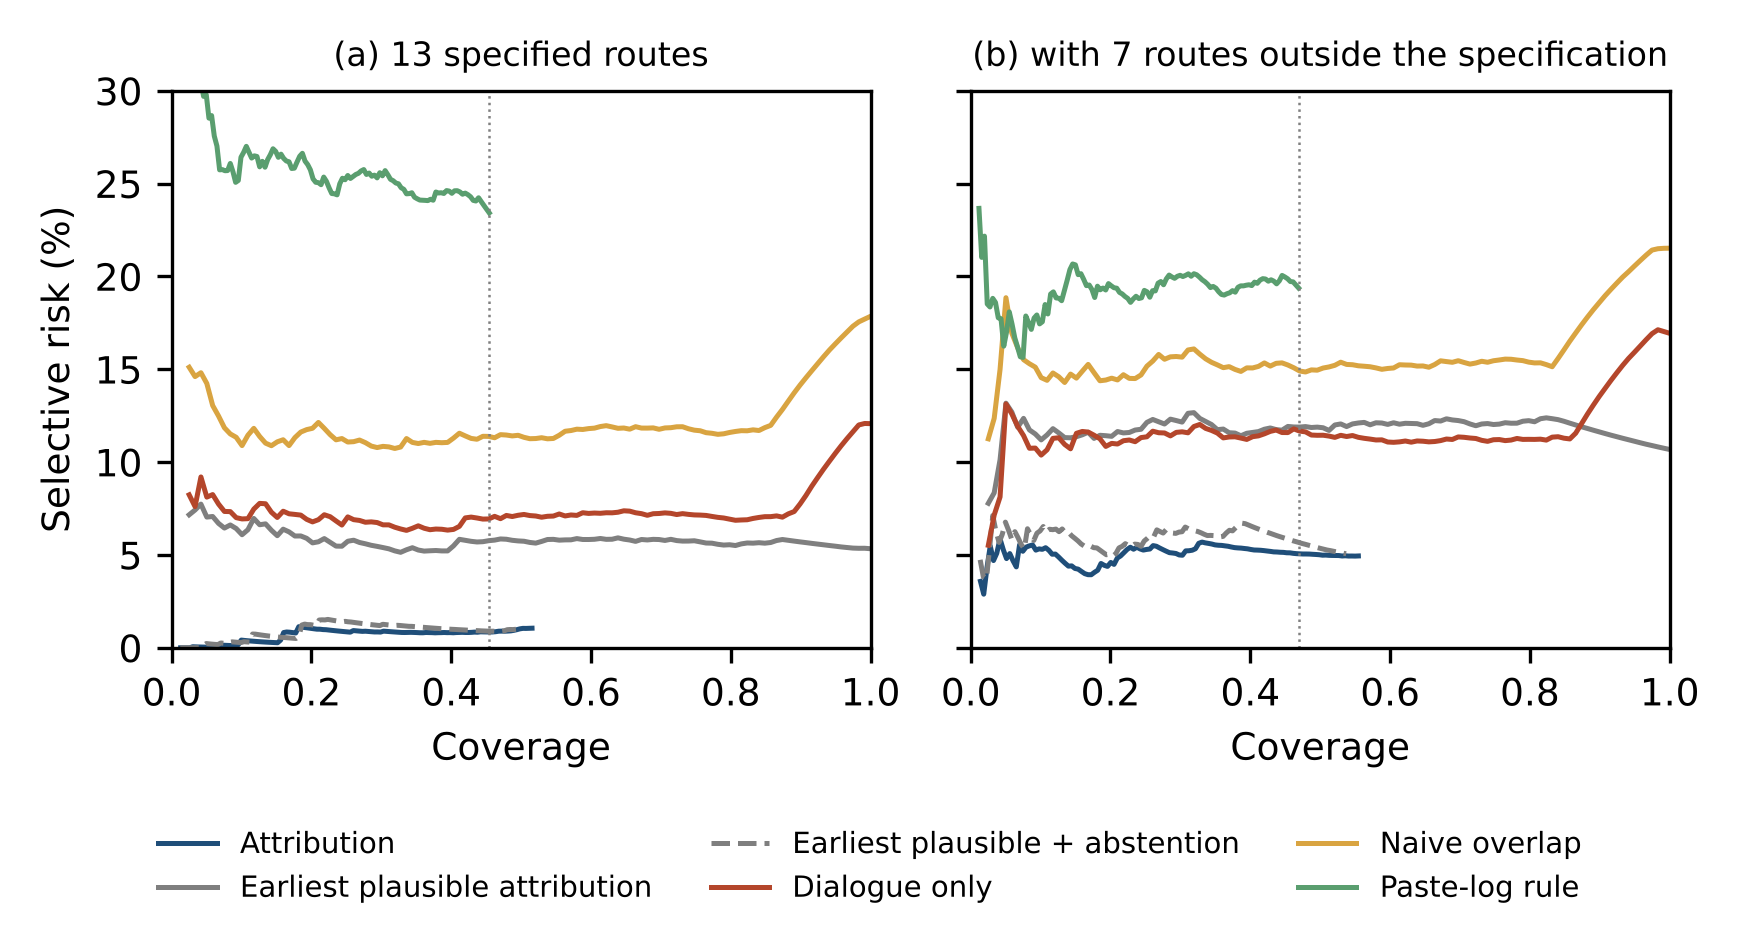 (a) 13 specified routes
(b) with 7 routes outside the specification
Selective risk (%)
30
25
20
15
10
5
0
0.0 0.2 0.4 0.6 0.8 1.0
0.0 0.2 0.4 0.6 0.8 1.0
Coverage
Coverage
Attribution
Earliest plausible + abstention
Naive overlap
Earliest plausible attribution
Dialogue only
Paste-log rule